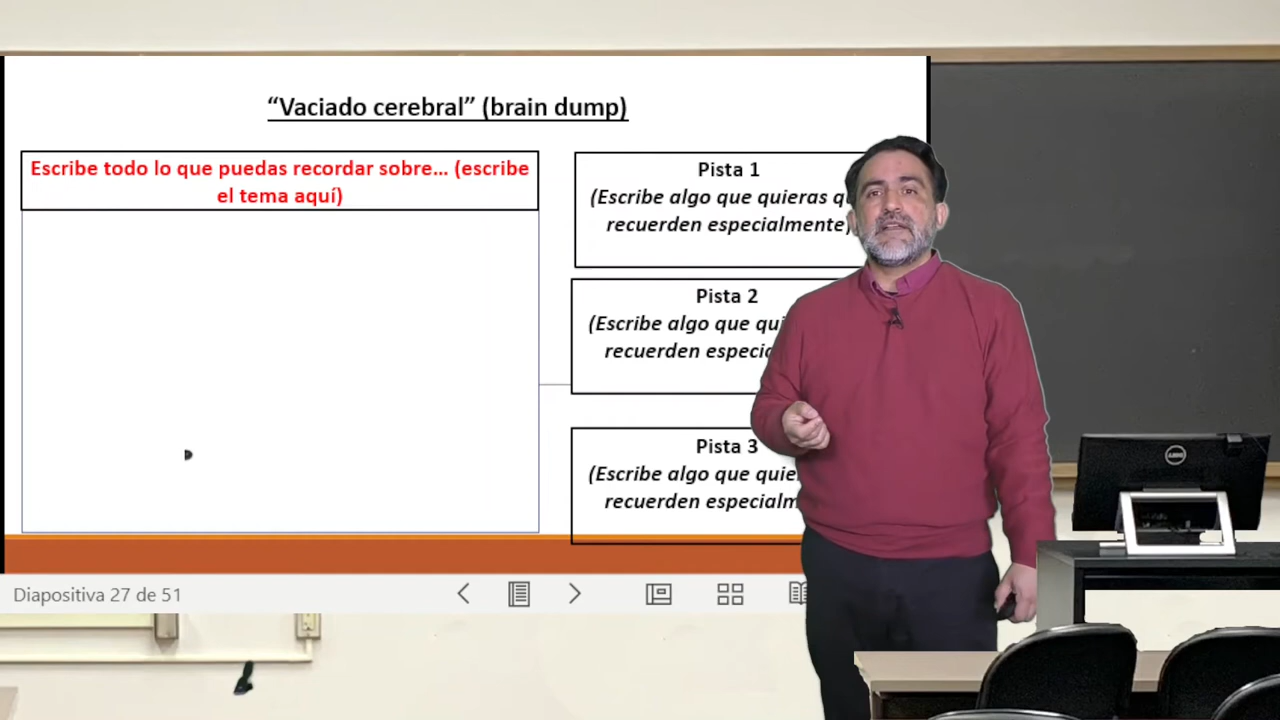 “Vaciado cerebral” (brain dump)
Escribe todo lo que puedas recordar sobre... (escribe
el tema aquí)
Pista 1
(Escribe algo que quieras
recuerden especialmente)
Pista 2
(Escribe algo que
recuerden
Pista 3
(Escribe algo que
recuerden
Diapositiva 27 de 51
DELL